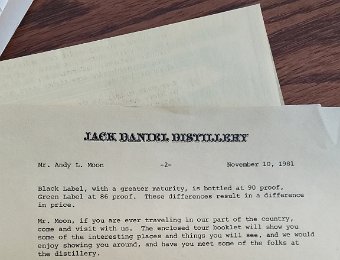 JACK DANIEL DISTILLERY
Mr. Andy L. Moon -2- November 10, 1981
Black Label, with a greater maturity, is bottled at 90 proof,
Green Label at 86 proof. These differences result in a difference
in price.
Mr. Moon, if you are ever traveling in our part of the country,
come and visit with us. The enclosed tour booklet will show you
some of the interesting places and things you will see, and we would
enjoy showing you around, and have you meet some of the folks at
the distillery.